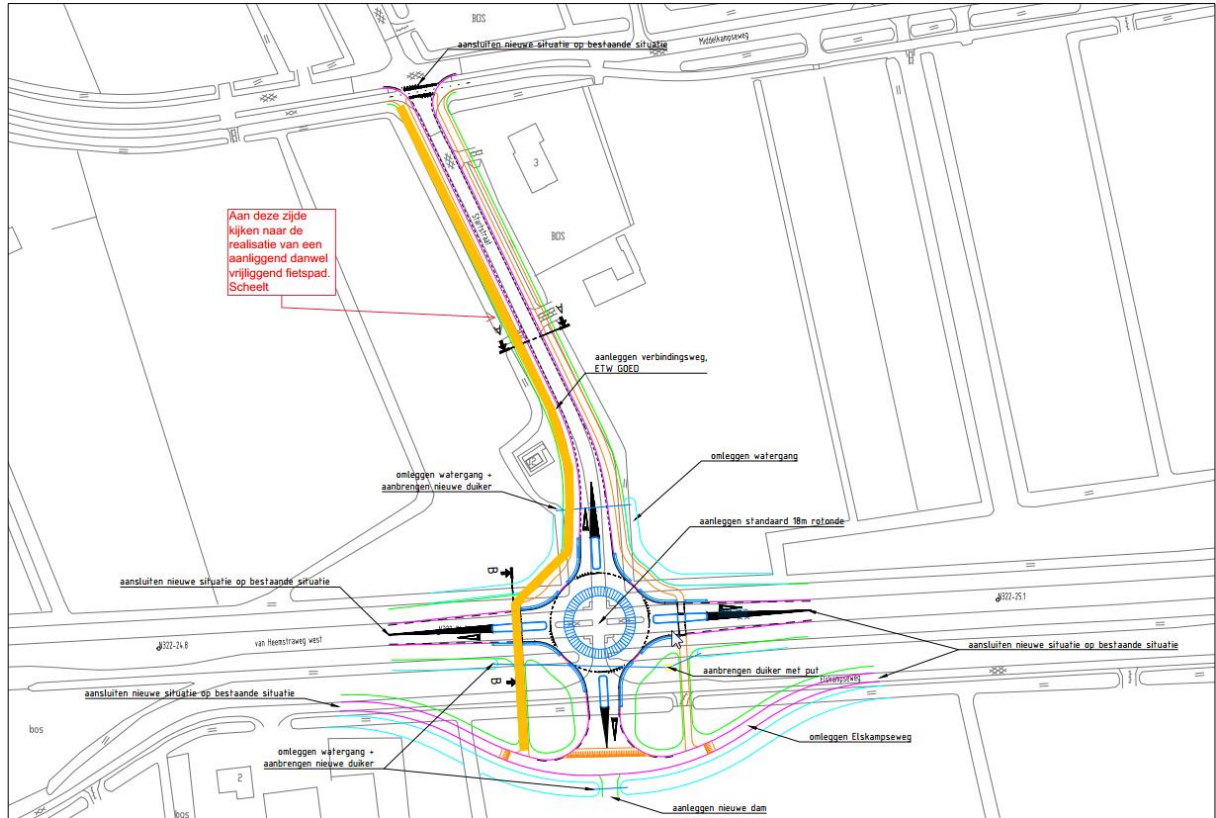 BOS
Middelkampseweg
aansluiten nieuwe situatie op bestaande situatie
3
Aan deze zijde
kijken naar de
realisatie van een
aanliggend danwel
vrijliggend fietspad.
Scheelt
BOS
A
A
aanleggen verbindingsweg,
ETW GOED
omleggen watergang
omleggen watergang +
aanbrengen nieuwe duiker
aanleggen standaard 18m rotonde
B
aansluiten nieuwe situatie op bestaande situatie
N322-25.1
N322-24.8
van Heemstraweg west
aansluiten nieuwe situatie op bestaande situatie
aanbrengen duiker met put
Elskampseweg
B
aansluiten nieuwe situatie op bestaande situatie
bos
omleggen Elskampseweg
omleggen watergang +
aanbrengen nieuwe duiker
2
aanleggen nieuwe dam
bos